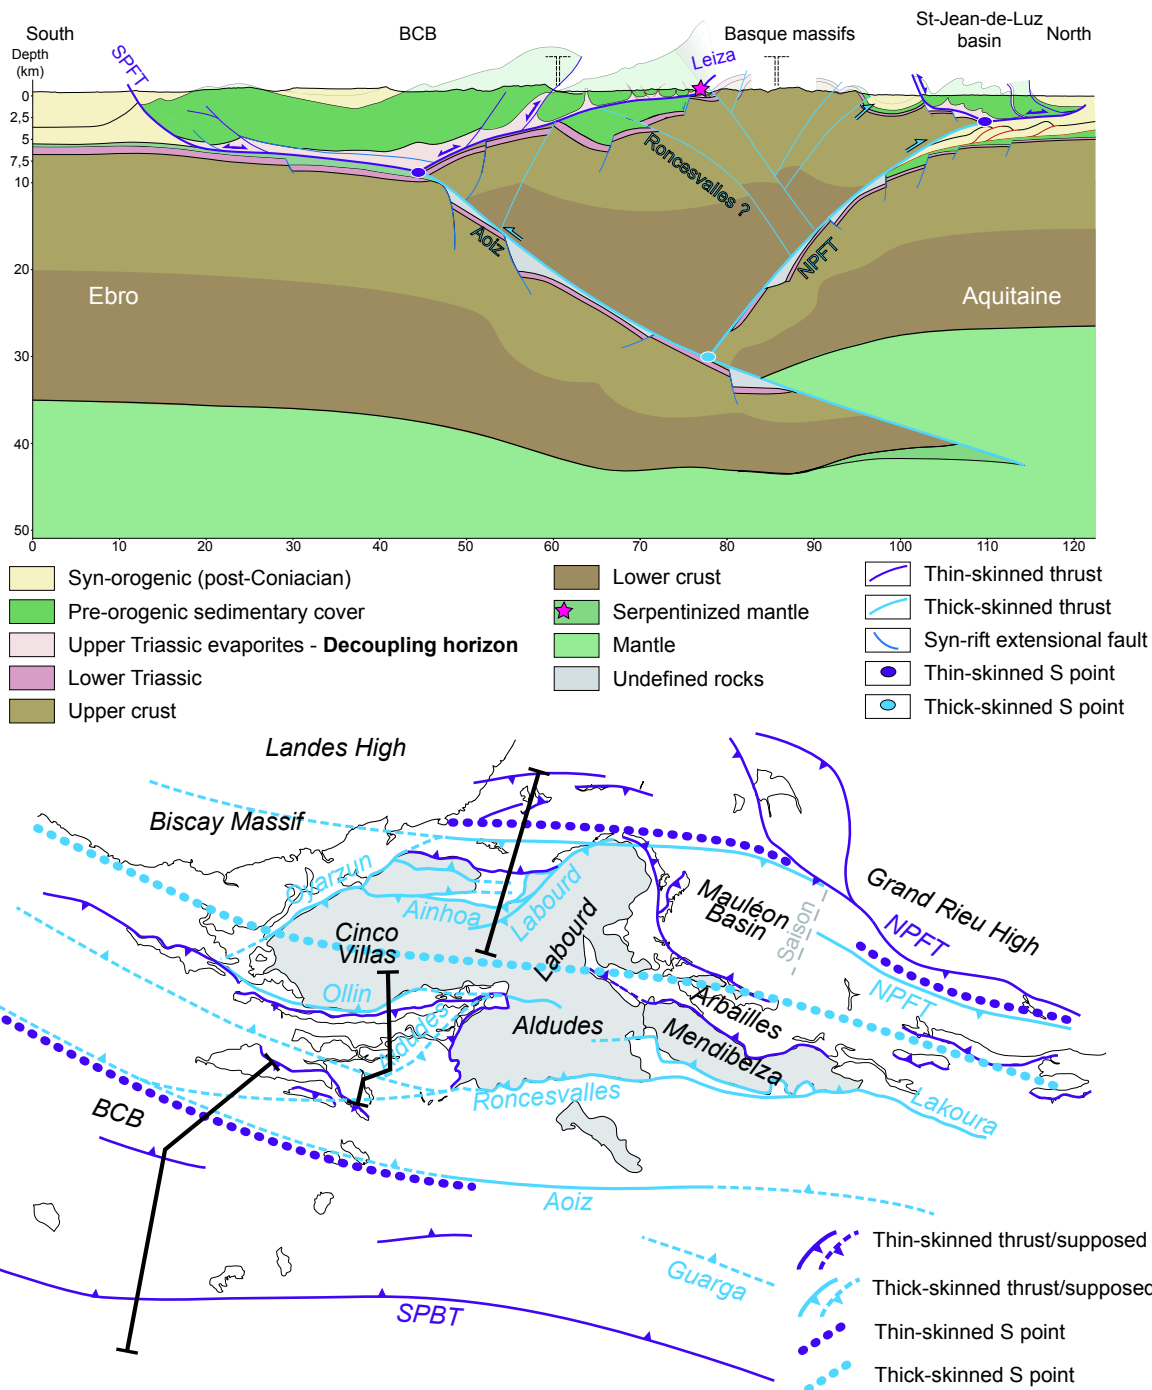 South
BCB
Basque massifs
St-Jean-de-Luz
basin
North
Depth
(km)
SPFT
Leiza
0
2,5
5
7,5
10
20
30
40
50
Roncesvalles ?
Aoiz
NPFT
Ebro
Aquitaine
0 10 20 30 40 50 60 70 80 90 100 110 120
Syn-orogenic (post-Coniacian)
Pre-orogenic sedimentary cover
Upper Triassic evaporites - Decoupling horizon
Lower Triassic
Upper crust
Lower crust
Serpentinized mantle
Mantle
Undefined rocks
Thin-skinned thrust
Thick-skinned thrust
Syn-rift extensional fault
Thin-skinned S point
Thick-skinned S point
Landes High
Biscay Massif
Oyarzun
Ainhoa
Labourd
Labourd
Cinco
Villas
Ollin
Aldudes
Aldudes
Mauléon
Basin
Saison
Grand Rieu High
NPFT
NPFT
Arbailles
Mendibelza
Roncesvalles
Lakoura
BCB
Aoiz
Guarga
SPBT
Thin-skinned thrust/supposed
Thick-skinned thrust/supposed
Thin-skinned S point
Thick-skinned S point